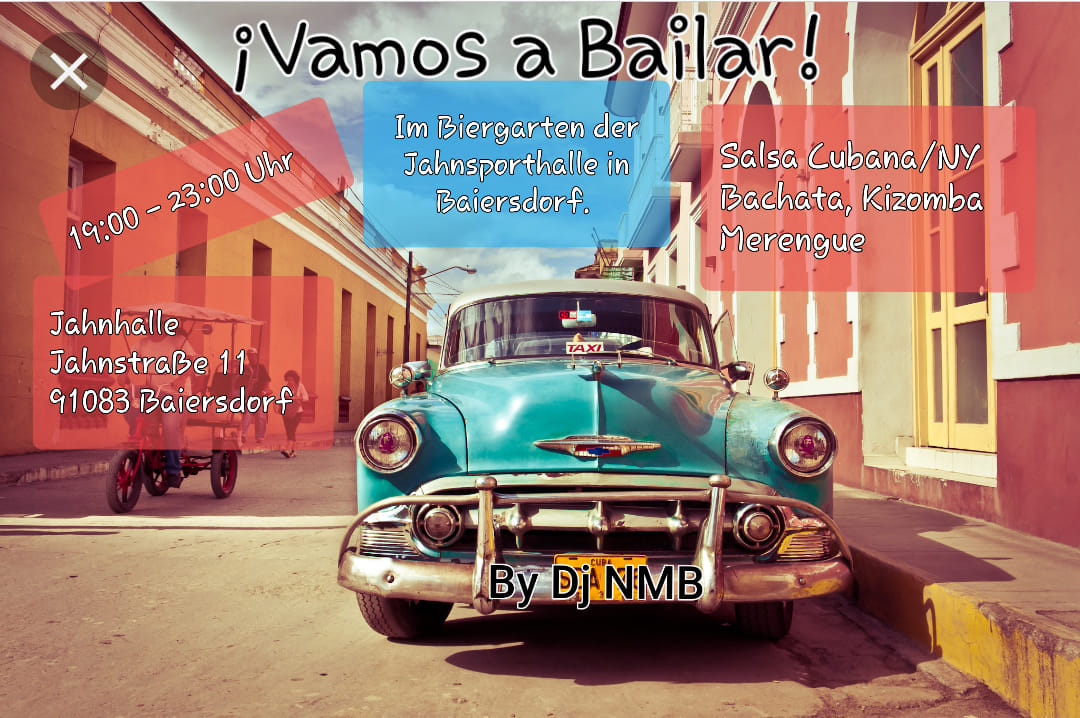 ¡Vamos a Bailar!
19:00 - 23:00 Uhr
Im Biergarten der
Jahnsporthalle in
Baiersdorf.
Salsa Cubana/NY
Bachata, Kizomba
Merengue
Jahnhalle
Jahnstraße 11
91083 Baiersdorf
TAXI
CUBA
By Dj NMB